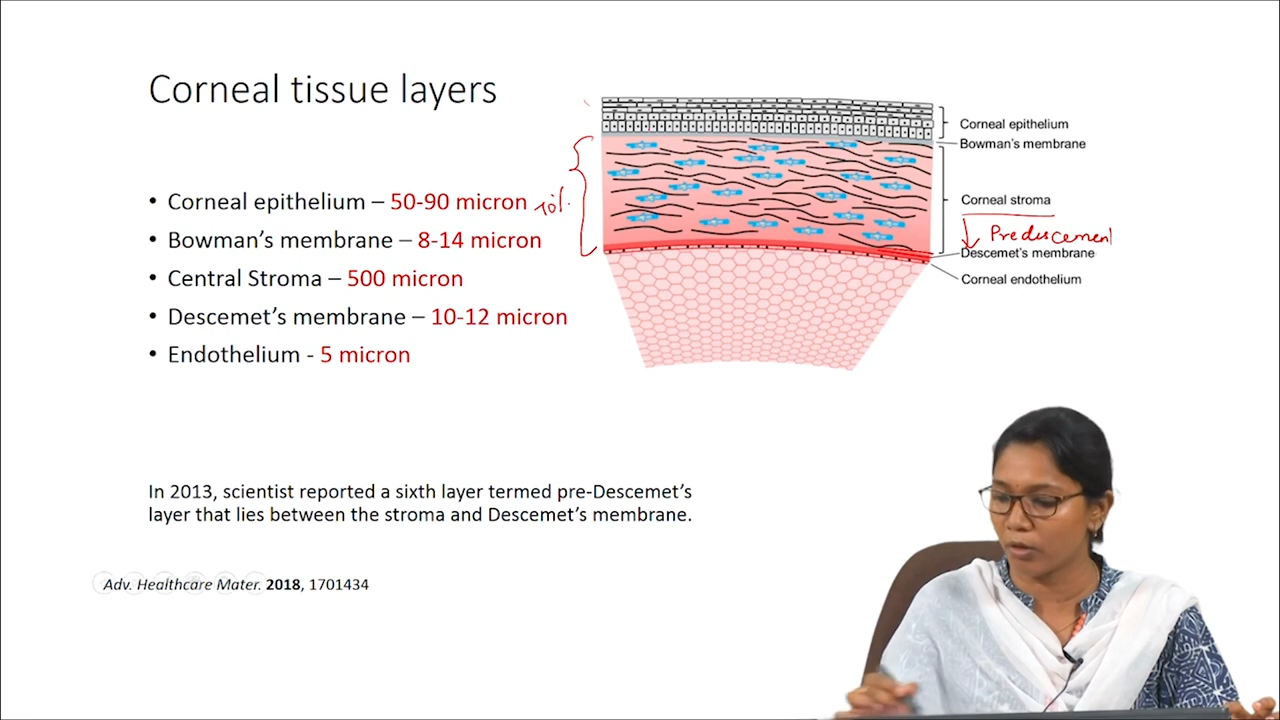 Corneal tissue layers
• Corneal epithelium – 50-90 micron
70%.
• Bowman’s membrane – 8-14 micron
• Central Stroma – 500 micron
• Descemet’s membrane – 10-12 micron
• Endothelium - 5 micron
Corneal epithelium
Bowman’s membrane
Corneal stroma
Predescement
Descemet’s membrane
Corneal endothelium
In 2013, scientist reported a sixth layer termed pre-Descemet’s
layer that lies between the stroma and Descemet’s membrane.
Adv. Healthcare Mater. 2018, 1701434